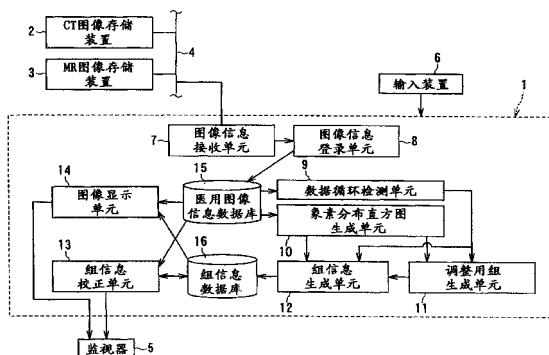 2
CT图像存储
装置
4
3
MR图像存储
装置
6
输入装置
1
7
图像信息
接收单元
图像信息
登录单元
8
15
9
14
图像显示
单元
医用图像
信息数据库
数据循环检测单元
象素分布直方图
生成单元
16
10
13
组信息
校正单元
组信息
数据库
组信息
生成单元
12
调整用组
生成单元
11
监视器
5